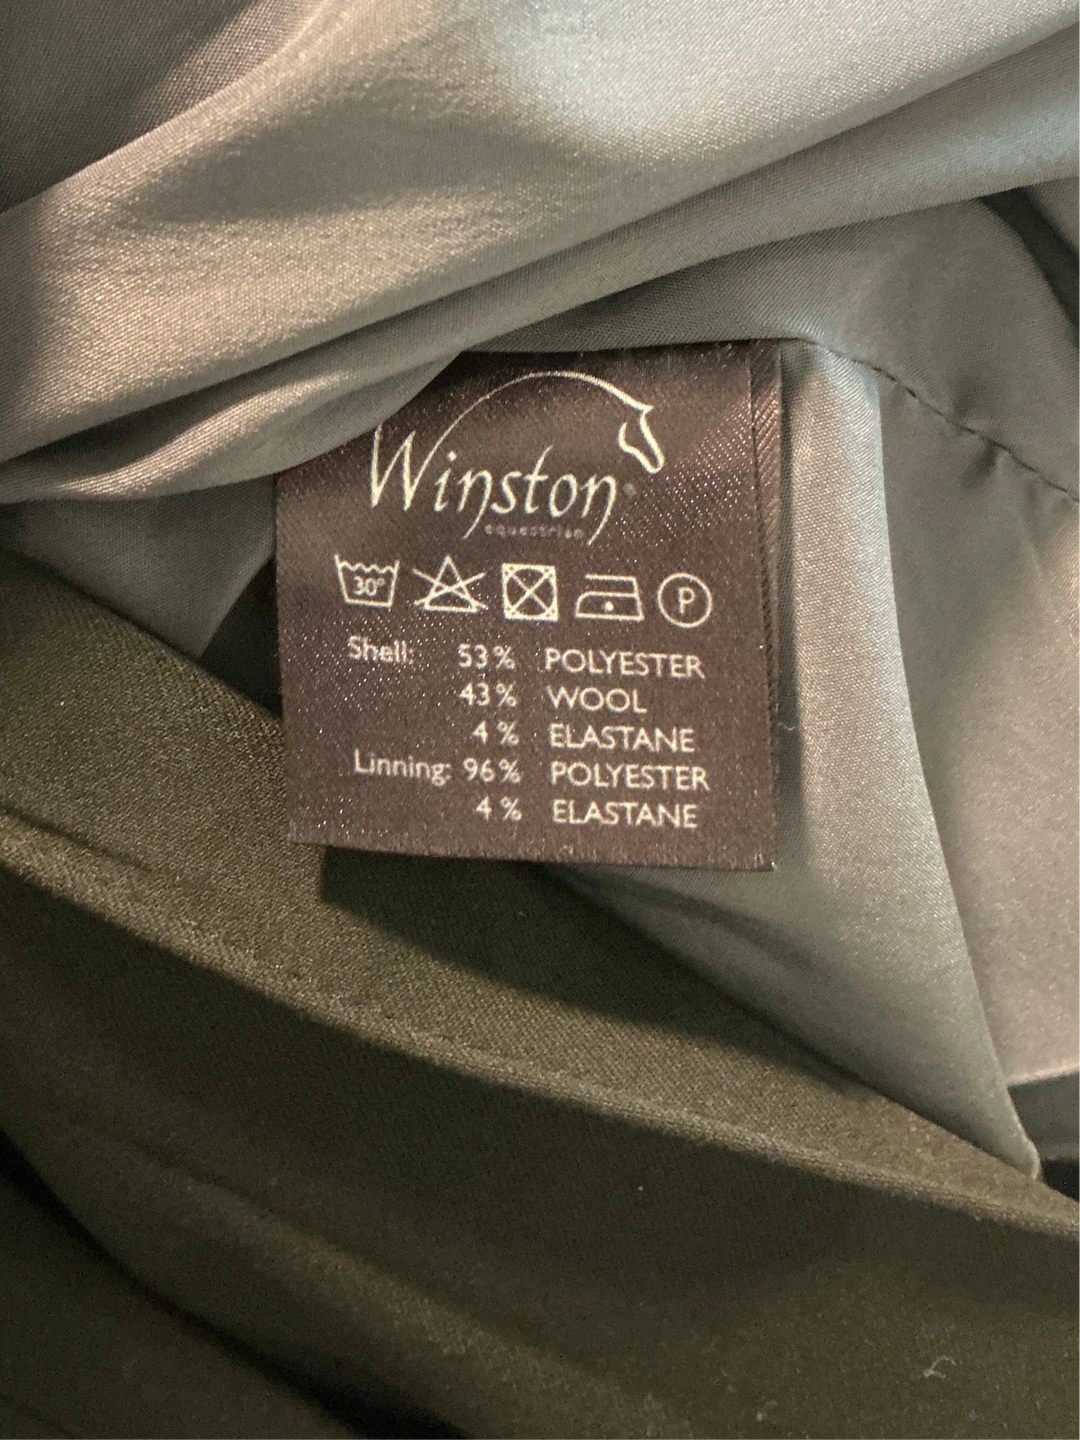 Winston®
equestrian
30°
P
Shell: 53% POLYESTER
43% WOOL
4% ELASTANE
Linning: 96% POLYESTER
4% ELASTANE